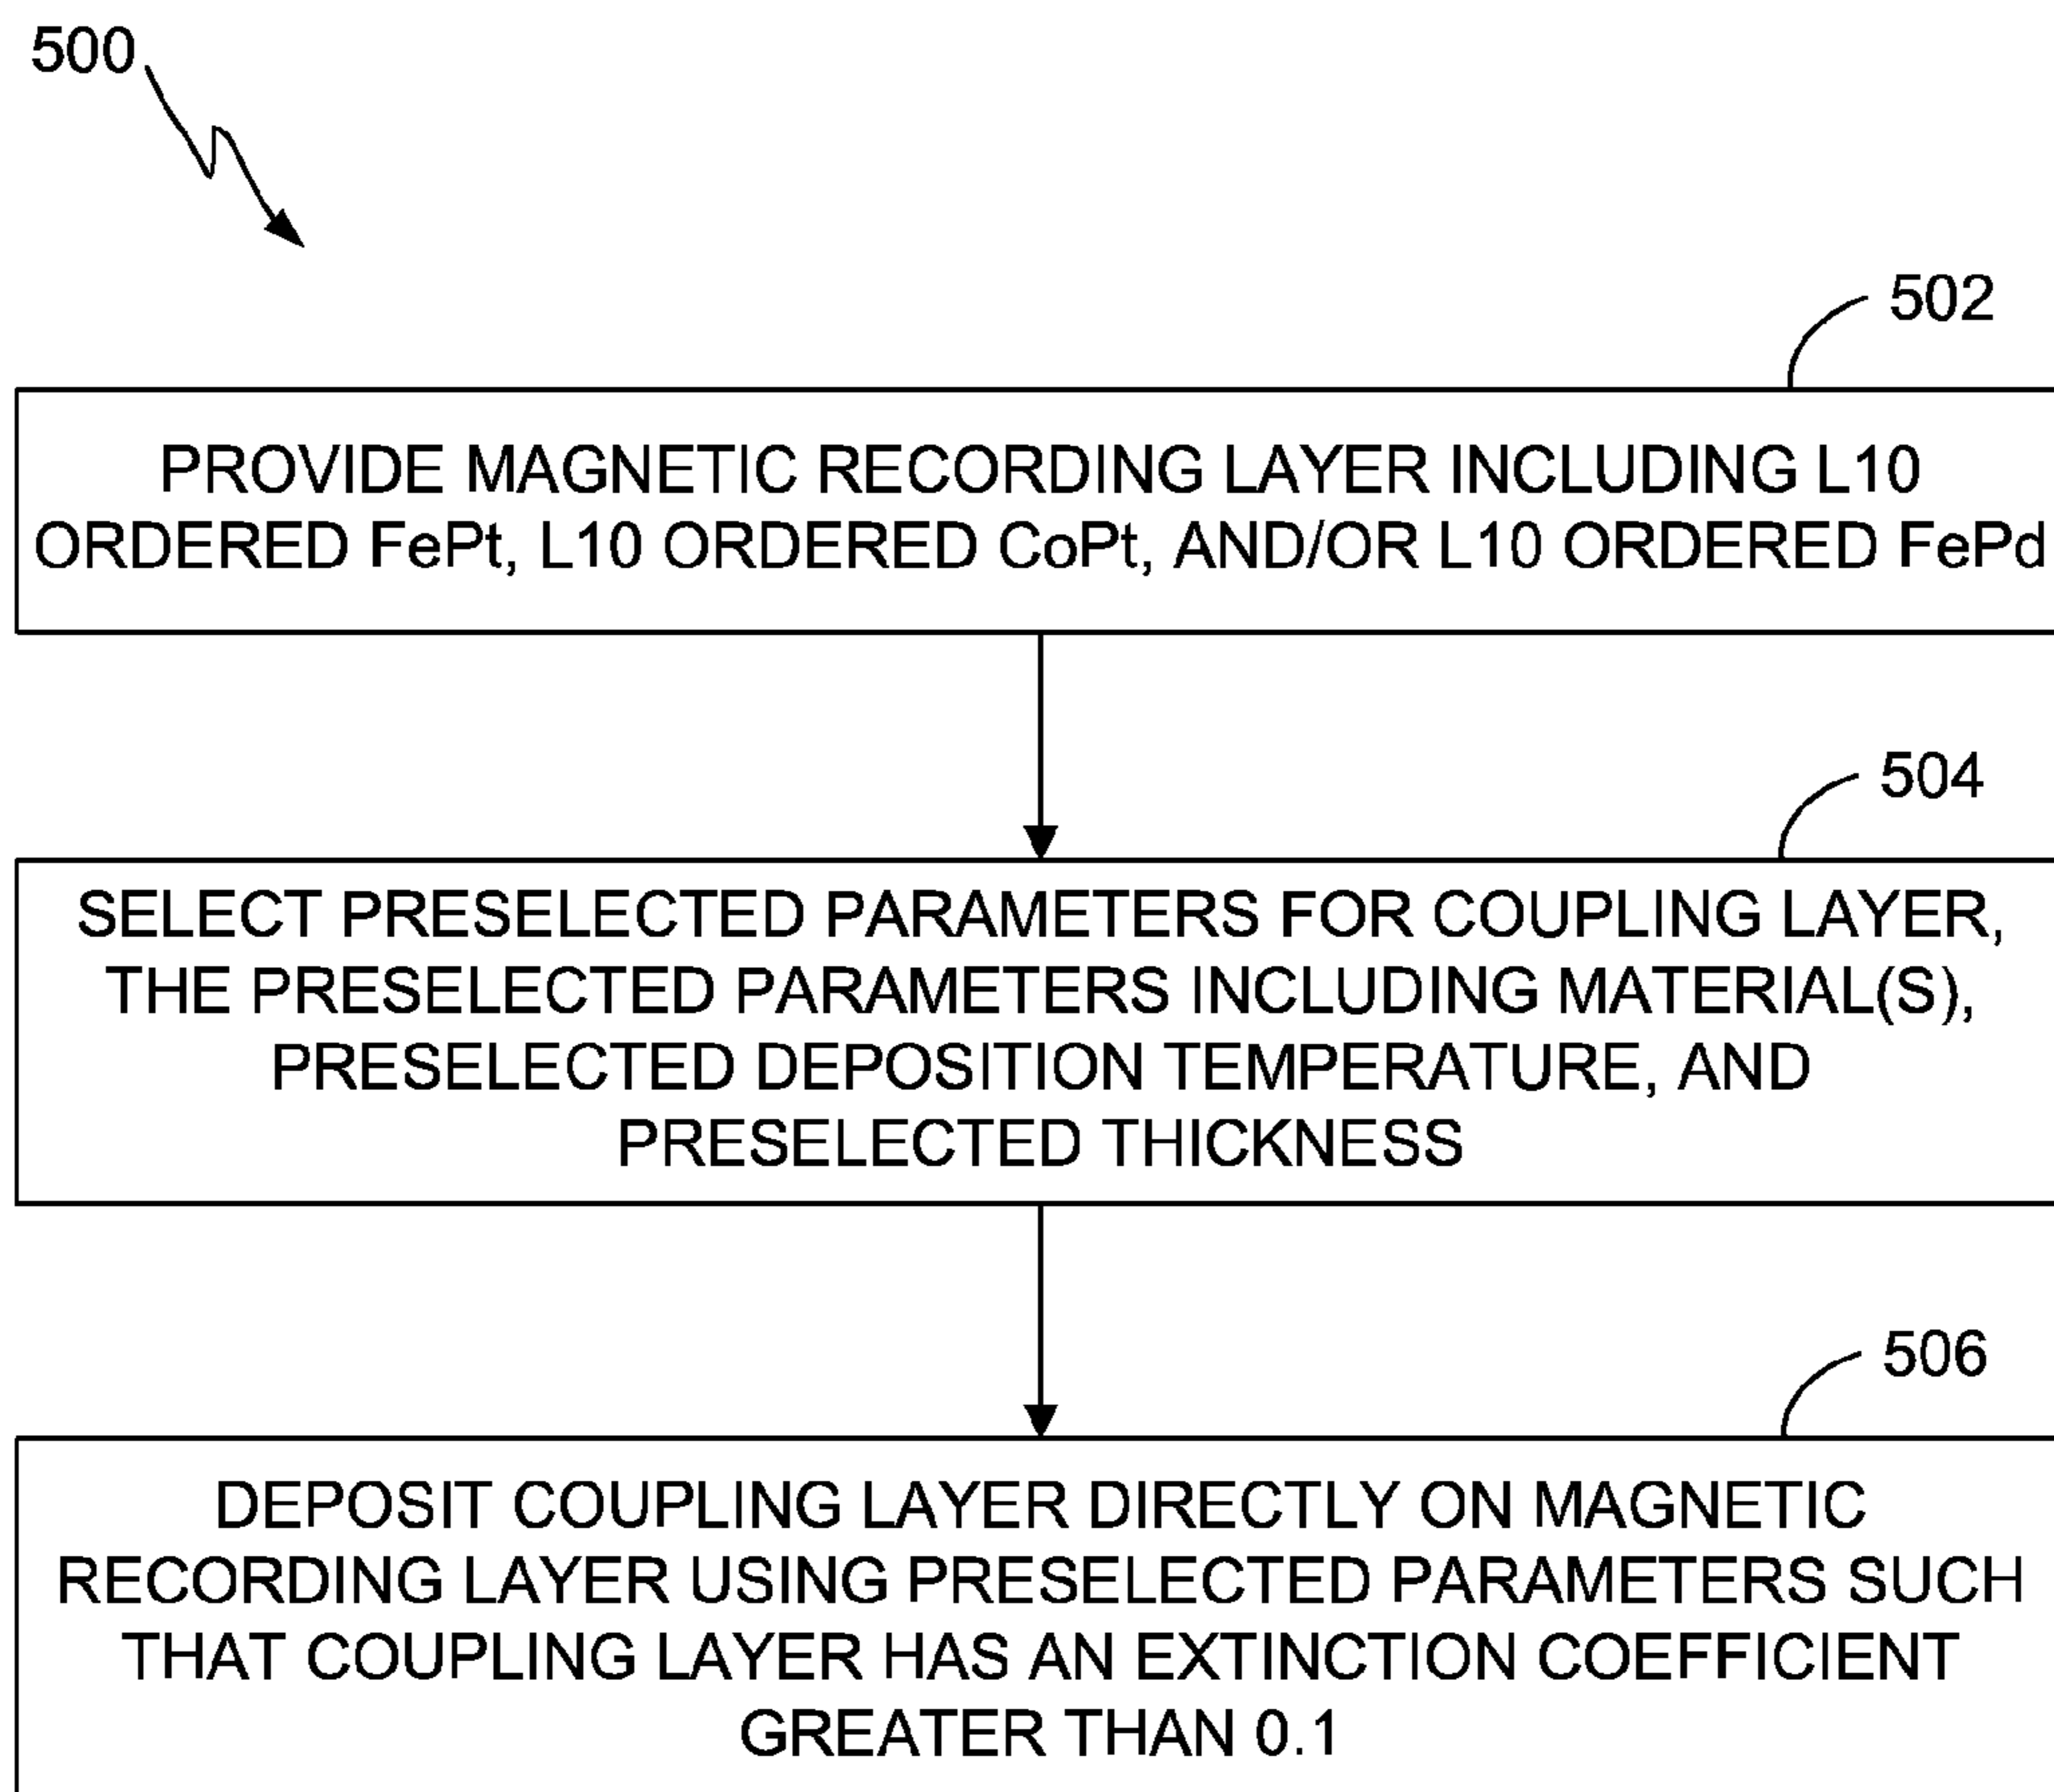 500
502
PROVIDE MAGNETIC RECORDING LAYER INCLUDING L10
ORDERED FePt, L10 ORDERED CoPt, AND/OR L10 ORDERED FePd
504
SELECT PRESELECTED PARAMETERS FOR COUPLING LAYER,
THE PRESELECTED PARAMETERS INCLUDING MATERIAL(S),
PRESELECTED DEPOSITION TEMPERATURE, AND
PRESELECTED THICKNESS
506
DEPOSIT COUPLING LAYER DIRECTLY ON MAGNETIC
RECORDING LAYER USING PRESELECTED PARAMETERS SUCH
THAT COUPLING LAYER HAS AN EXTINCTION COEFFICIENT
GREATER THAN 0.1